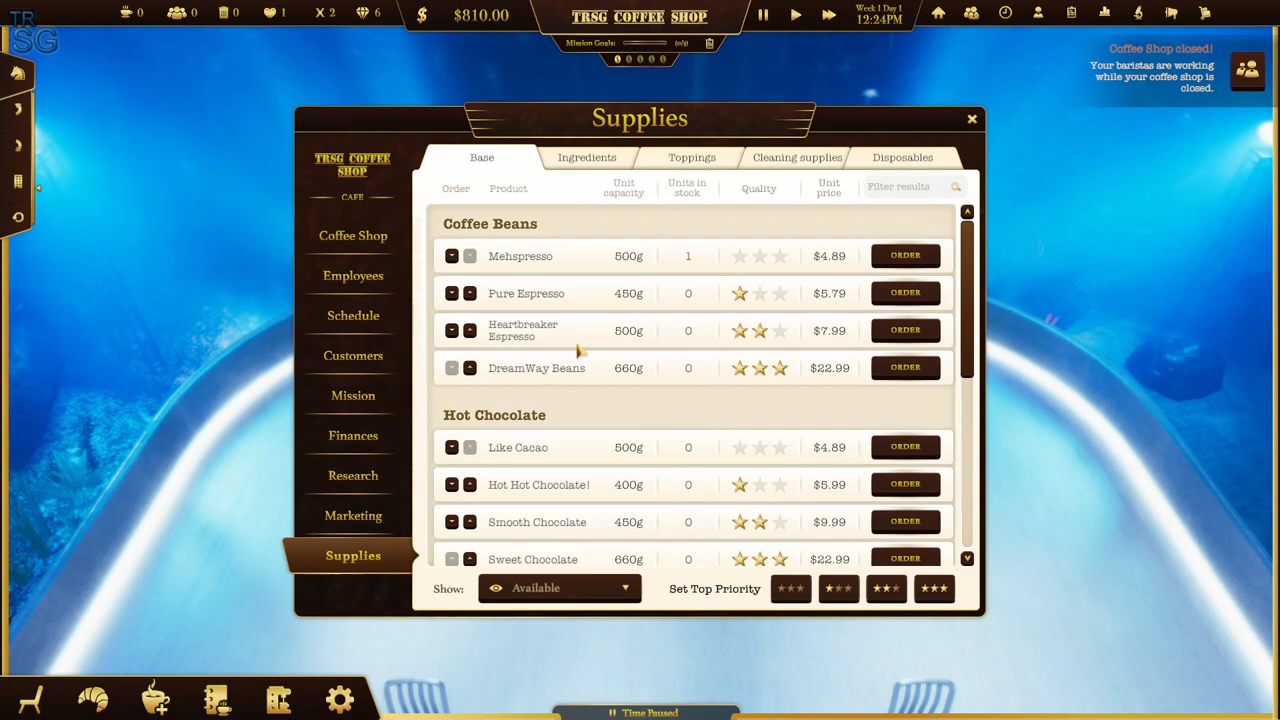 TR
SG
0
0
0
1
2
6
$810.00
TRSG COFFEE SHOP
Week 1 Day 1
12:24PM
Mission Goals:
(0/3)
Coffee Shop closed!
Your baristas are working
while your coffee shop is
closed.
Supplies
TRSG COFFEE
SHOP
CAFE
Coffee Shop
Employees
Schedule
Customers
Mission
Finances
Research
Marketing
Supplies
Base
Ingredients
Toppings
Cleaning supplies
Disposables
Order
Product
Unit
capacity
Units in
stock
Quality
Unit
price
Filter results
Coffee Beans
Mehspresso 500g 1 $4.89 ORDER
Pure Espresso 450g 0 $5.79 ORDER
Heartbreaker
Espresso 500g 0 $7.99 ORDER
DreamWay Beans 660g 0 $22.99 ORDER
Hot Chocolate
Like Cacao 500g 0 $4.89 ORDER
Hot Hot Chocolate! 400g 0 $5.99 ORDER
Smooth Chocolate 450g 0 $9.99 ORDER
Sweet Chocolate 660g 0 $22.99 ORDER
Show: Available
Set Top Priority
Time Paused